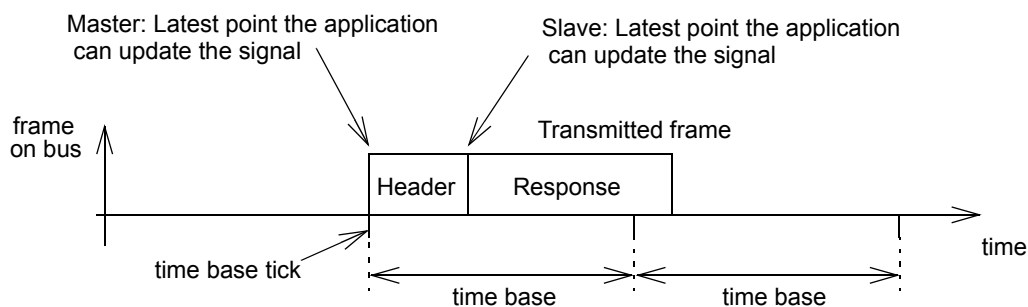 Master: Latest point the application
can update the signal
Slave: Latest point the application
can update the signal
frame
on bus
Transmitted frame
Header
Response
time
time base tick
time base
time base